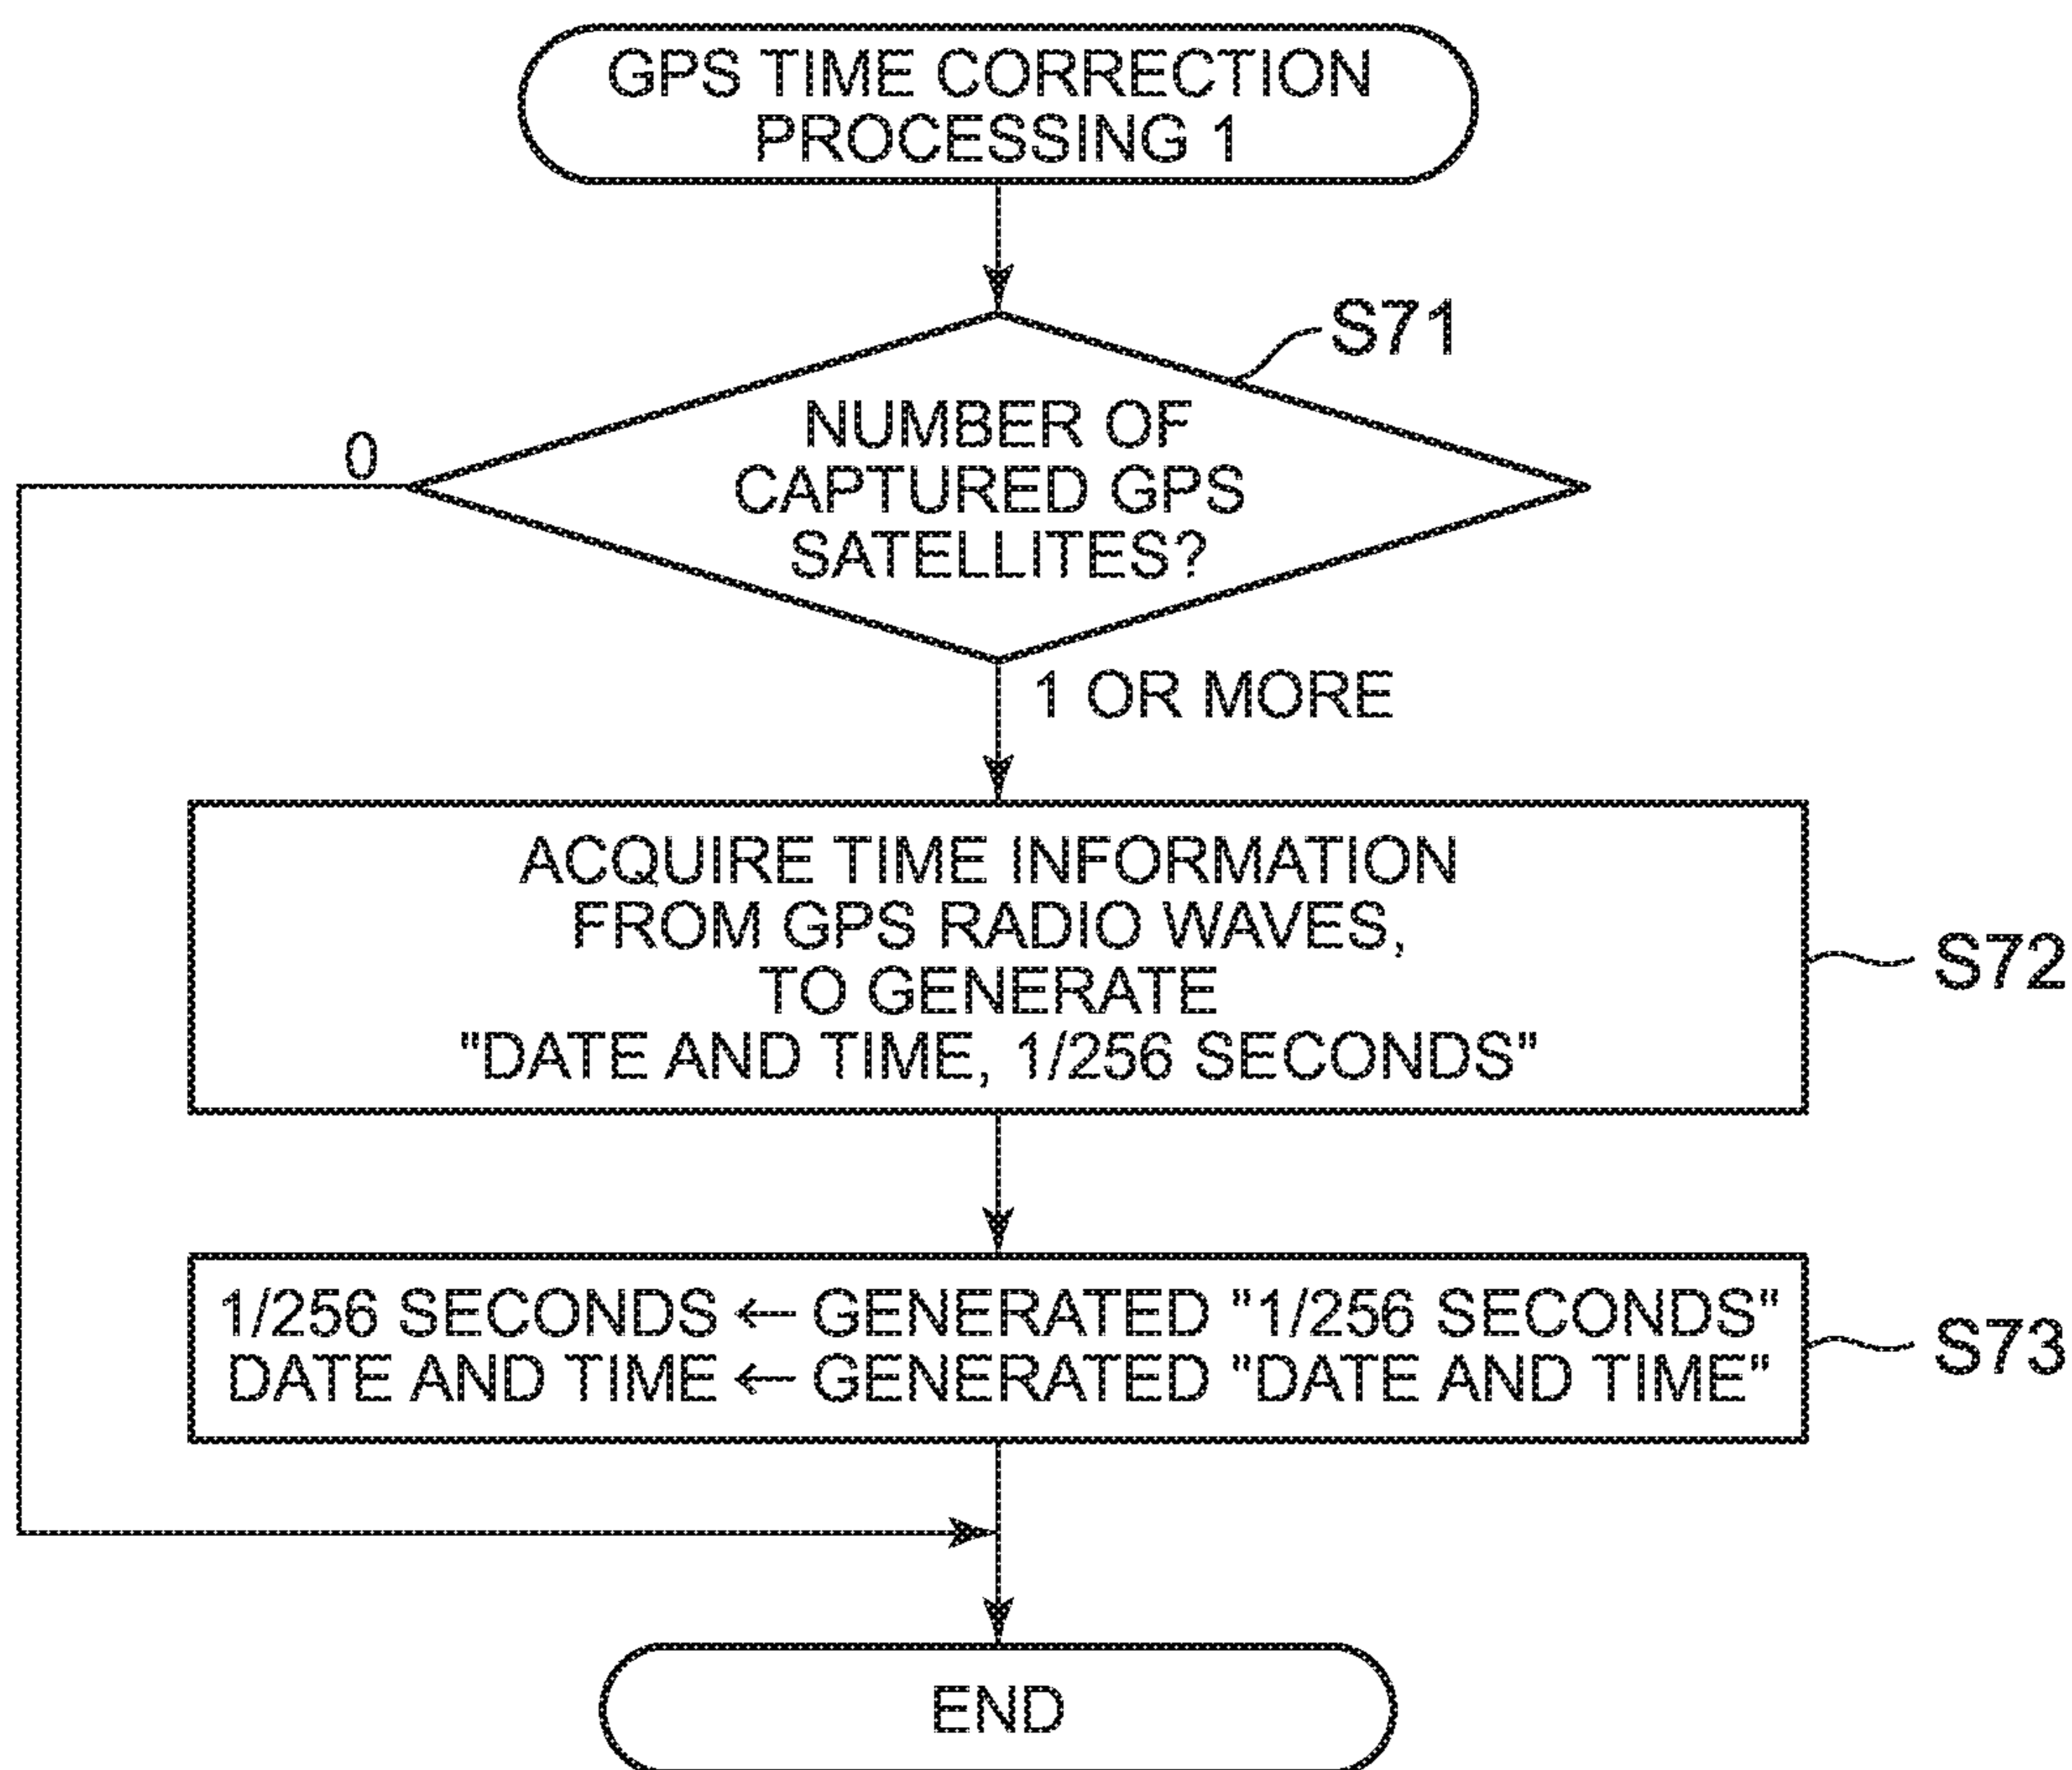 GPS TIME CORRECTION
PROCESSING 1
S71
NUMBER OF
CAPTURED GPS
SATELLITES?
0
1 OR MORE
ACQUIRE TIME INFORMATION
FROM GPS RADIO WAVES,
TO GENERATE
"DATE AND TIME, 1/256 SECONDS"
S72
1/256 SECONDS ← GENERATED "1/256 SECONDS"
DATE AND TIME ← GENERATED "DATE AND TIME"
S73
END